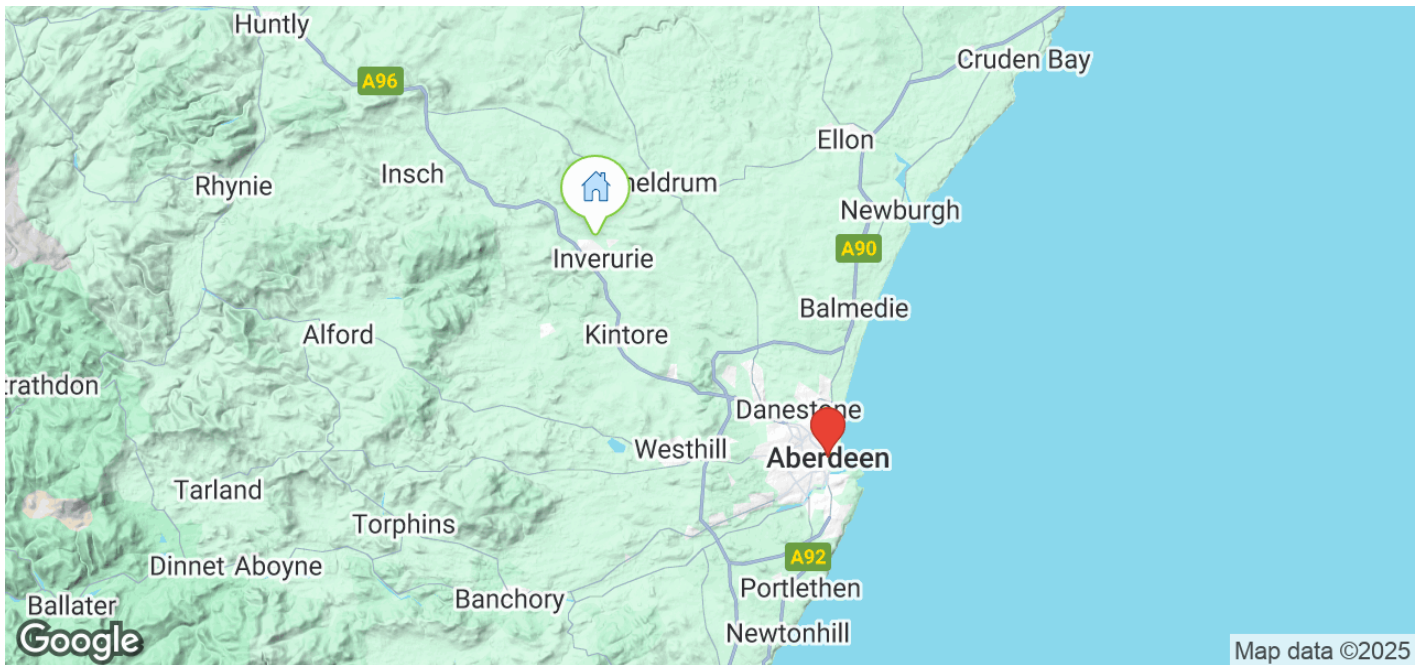 Huntly
Cruden Bay
A96
Ellon
Insch
Rhynie
neldrum
Newburgh
A90
Inverurie
Balmedie
Alford
Kintore
trathdon
Danestone
Westhill
Aberdeen
Tarland
Torphins
A92
Dinnet Aboyne
Portlethen
Banchory
Ballater
Newtonhill
Google
Map data ©2025